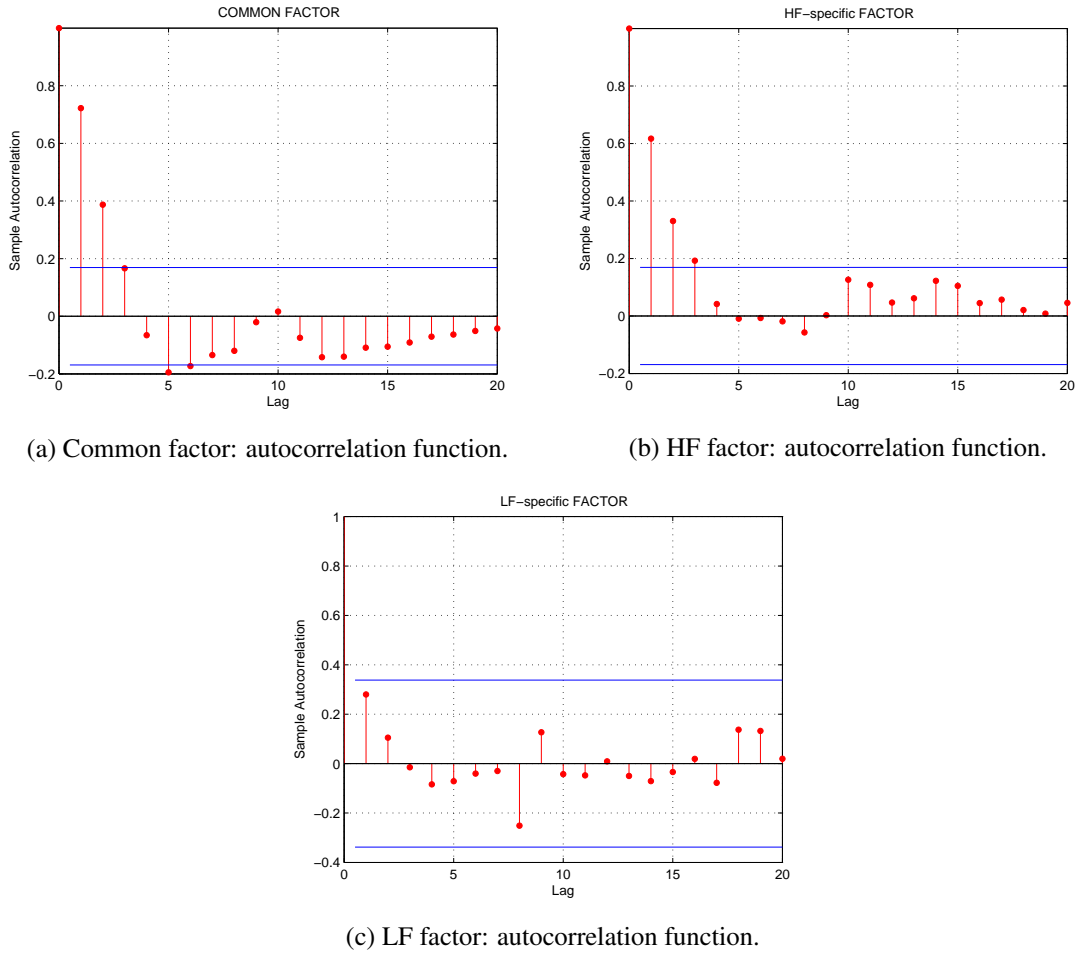 COMMON FACTOR
0.8
0.6
0.4
0.2
0
−0.2
0
5
10
15
20
Sample Autocorrelation
Lag
(a) Common factor: autocorrelation function.
HF−specific FACTOR
0.8
0.6
0.4
0.2
0
−0.2
0
5
10
15
20
Sample Autocorrelation
Lag
(b) HF factor: autocorrelation function.
LF−specific FACTOR
1
0.8
0.6
0.4
0.2
0
−0.2
−0.4
0
5
10
15
20
Sample Autocorrelation
Lag
(c) LF factor: autocorrelation function.